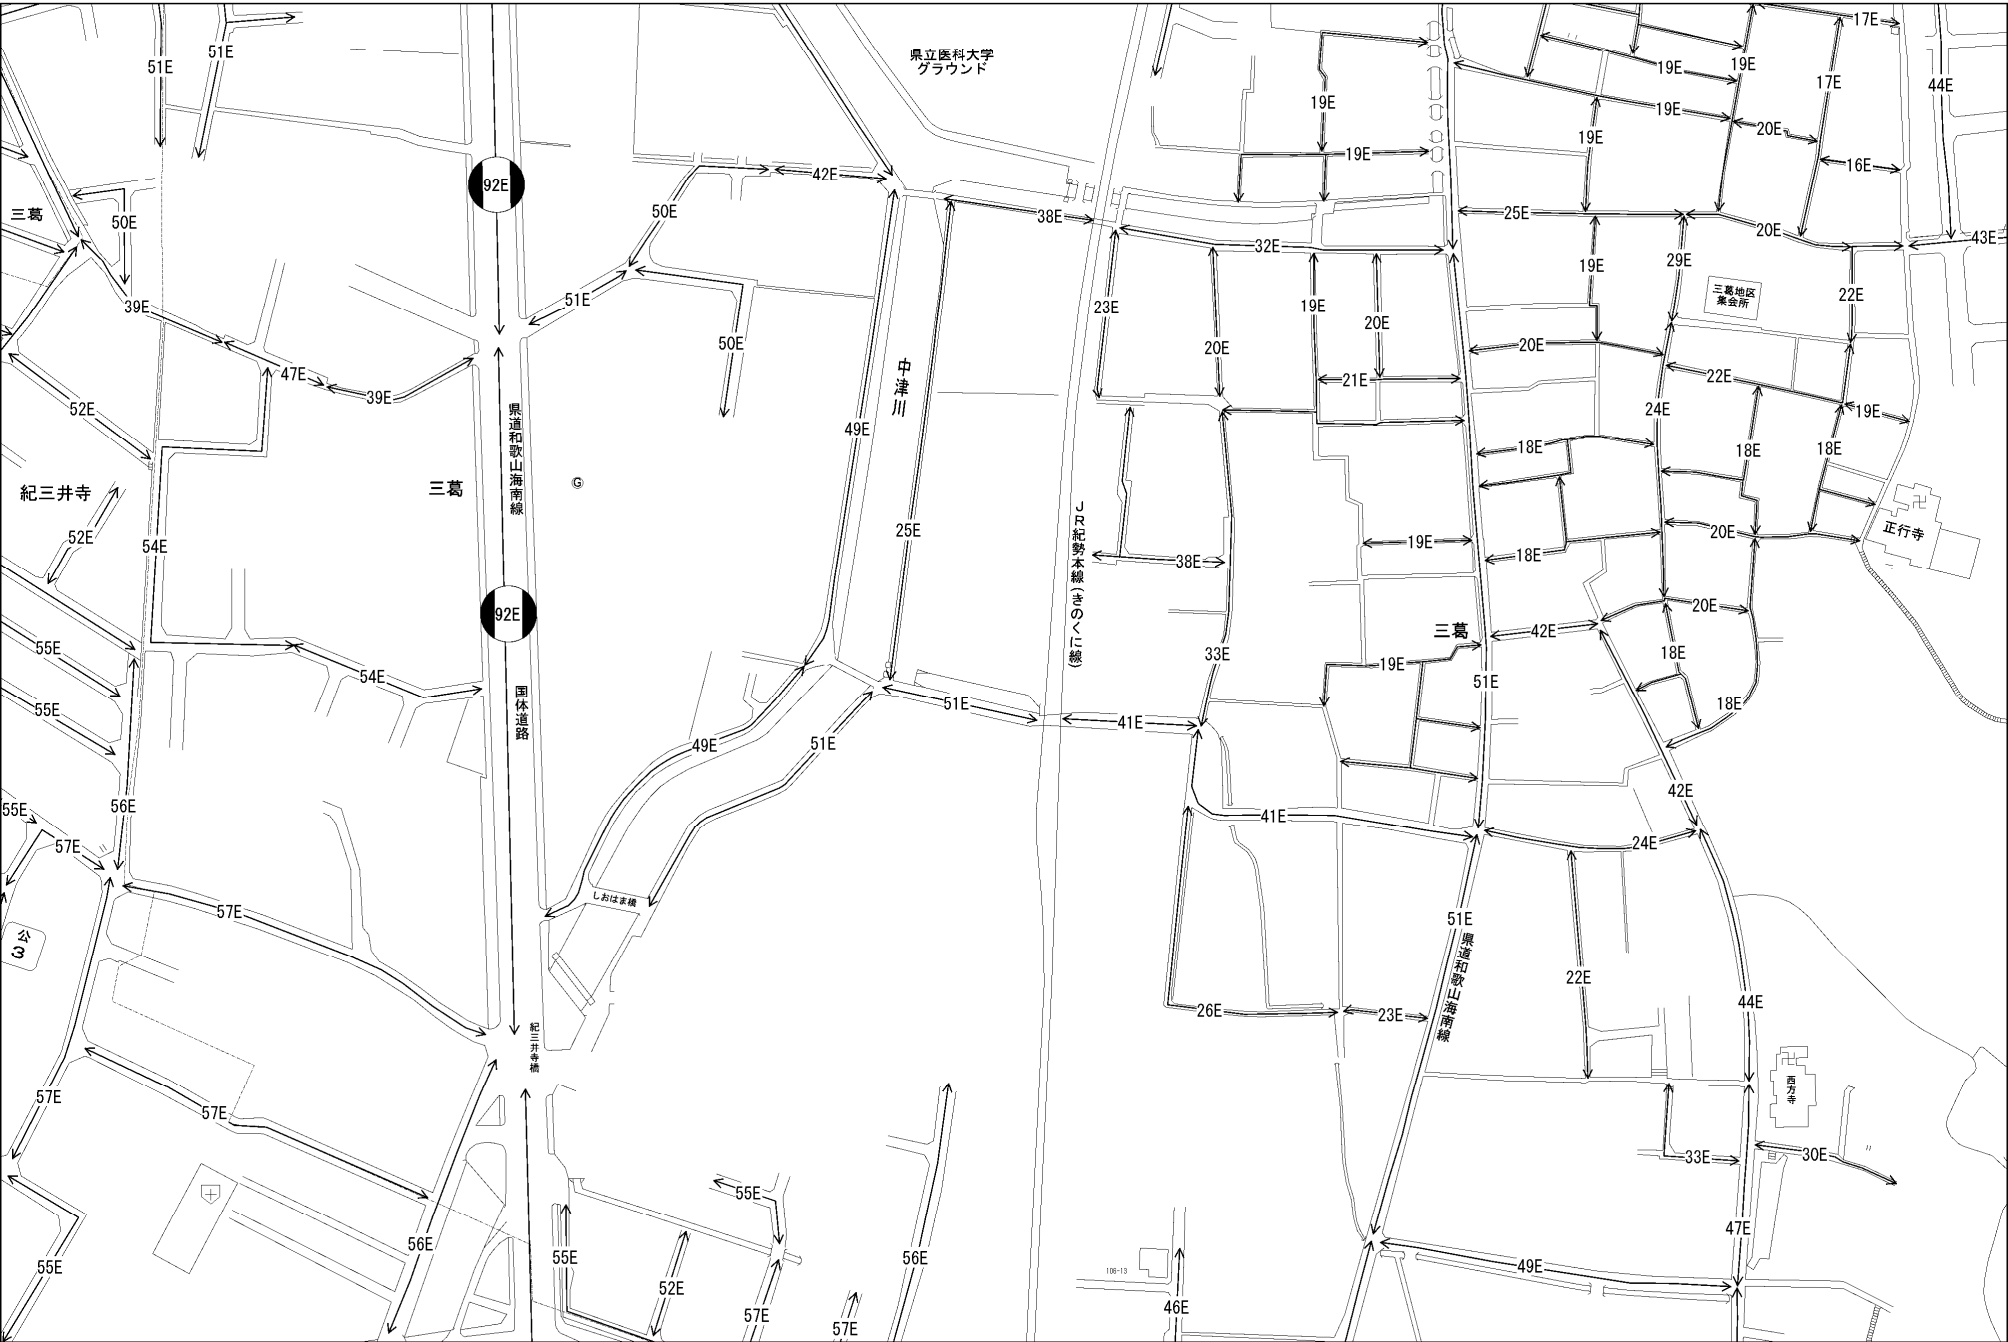 17E
51E
51E
県立医科大学
グラウンド
19E
19E
44E
17E
19E
19E
19E
20E
19E
16E
42E
92E
三葛
50E
50E
38E
25E
20E
43E
32E
29E
19E
三葛地区
集会所
22E
39E
51E
23E
19E
20E
50E
20E
20E
中津川
47E
21E
22E
39E
52E
24E
19E
49E
県道和歌山海南線
18E
18E
18E
三葛
G
紀三井寺
25E
JR紀勢本線(きのくに線)
正行寺
52E
54E
20E
19E
18E
38E
92E
20E
三葛
42E
55E
33E
18E
19E
54E
51E
国体道路
51E
18E
55E
41E
49E
51E
42E
56E
55E
41E
57E
24E
しおはま橋
57E
51E
公
3
県道和歌山海南線
22E
44E
26E
23E
紀三井寺橋
西方寺
57E
57E
33E
30E
55E
47E
56E
55E
56E
55E
49E
106-13
52E
46E
57E
57E